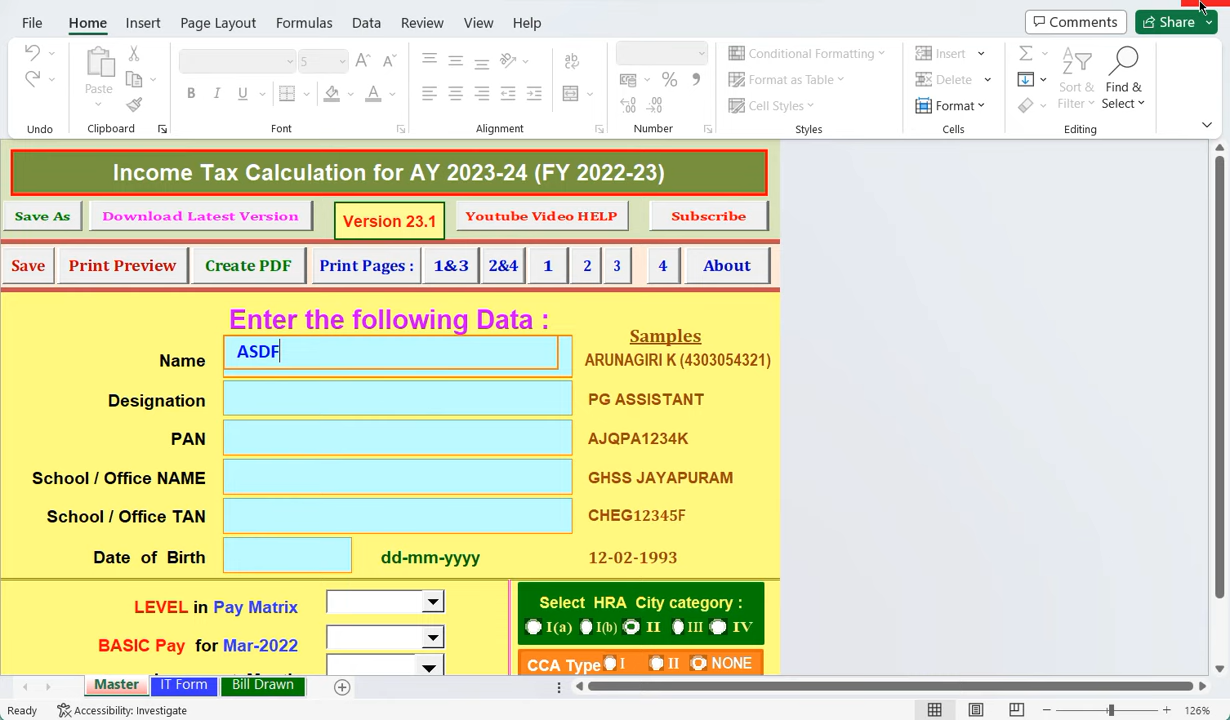 File Home Insert Page Layout Formulas Data Review View Help Comments Share
5 ab Conditional Formatting Insert
Paste B I U A % Format as Table Delete Sort & Filter Find & Select
Cell Styles Format
Undo Clipboard Font Alignment Number Styles Cells Editing
Income Tax Calculation for AY 2023-24 (FY 2022-23)
Save As Download Latest Version Version 23.1 Youtube Video HELP Subscribe
Save Print Preview Create PDF Print Pages : 1&3 2&4 1 2 3 4 About
Enter the following Data :
Samples
Name ASDF ARUNAGIRI K (4303054321)
Designation PG ASSISTANT
PAN AJQPA1234K
School / Office NAME GHSS JAYAPURAM
School / Office TAN CHEG12345F
Date of Birth dd-mm-yyyy 12-02-1993
LEVEL in Pay Matrix Select HRA City category :
I(a) I(b) II III IV
BASIC Pay for Mar-2022
CCA Type I II NONE
Master IT Form Bill Drawn
Ready Accessibility: Investigate 126%